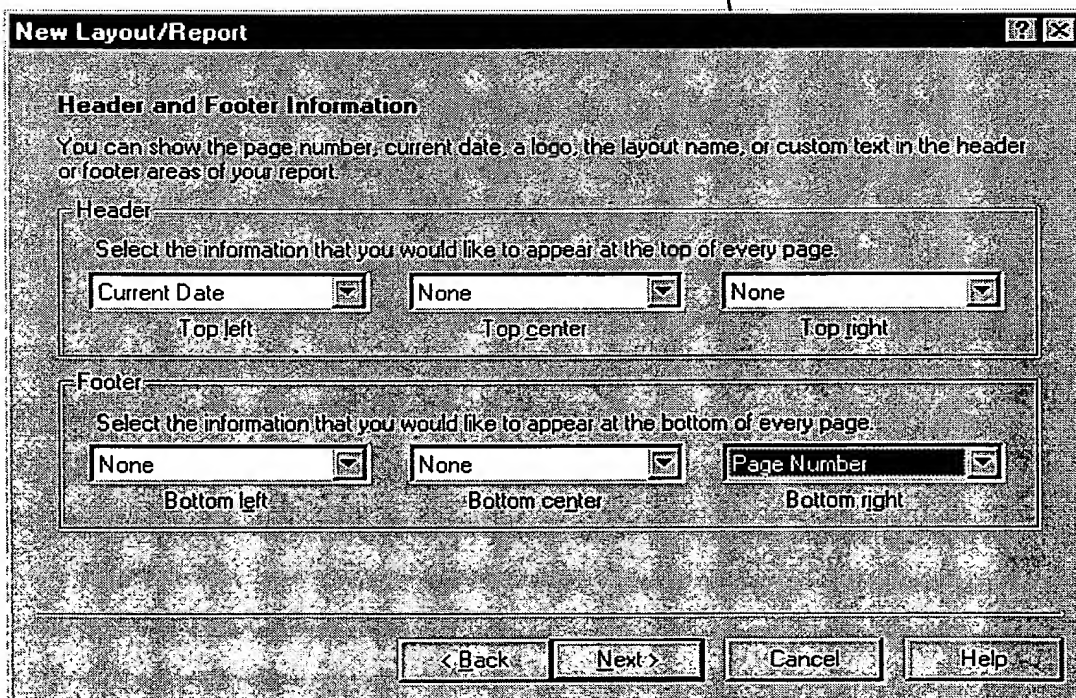 New Layout/Report
Header and Footer Information
You can show the page number, current date, a logo, the layout name, or custom text in the header
or footer areas of your report.
Header
Select the information that you would like to appear at the top of every page.
Current Date None None
Top left Top center Top right
Footer
Select the information that you would like to appear at the bottom of every page.
None None Page Number
Bottom left Bottom center Bottom right
< Back Next > Cancel Help